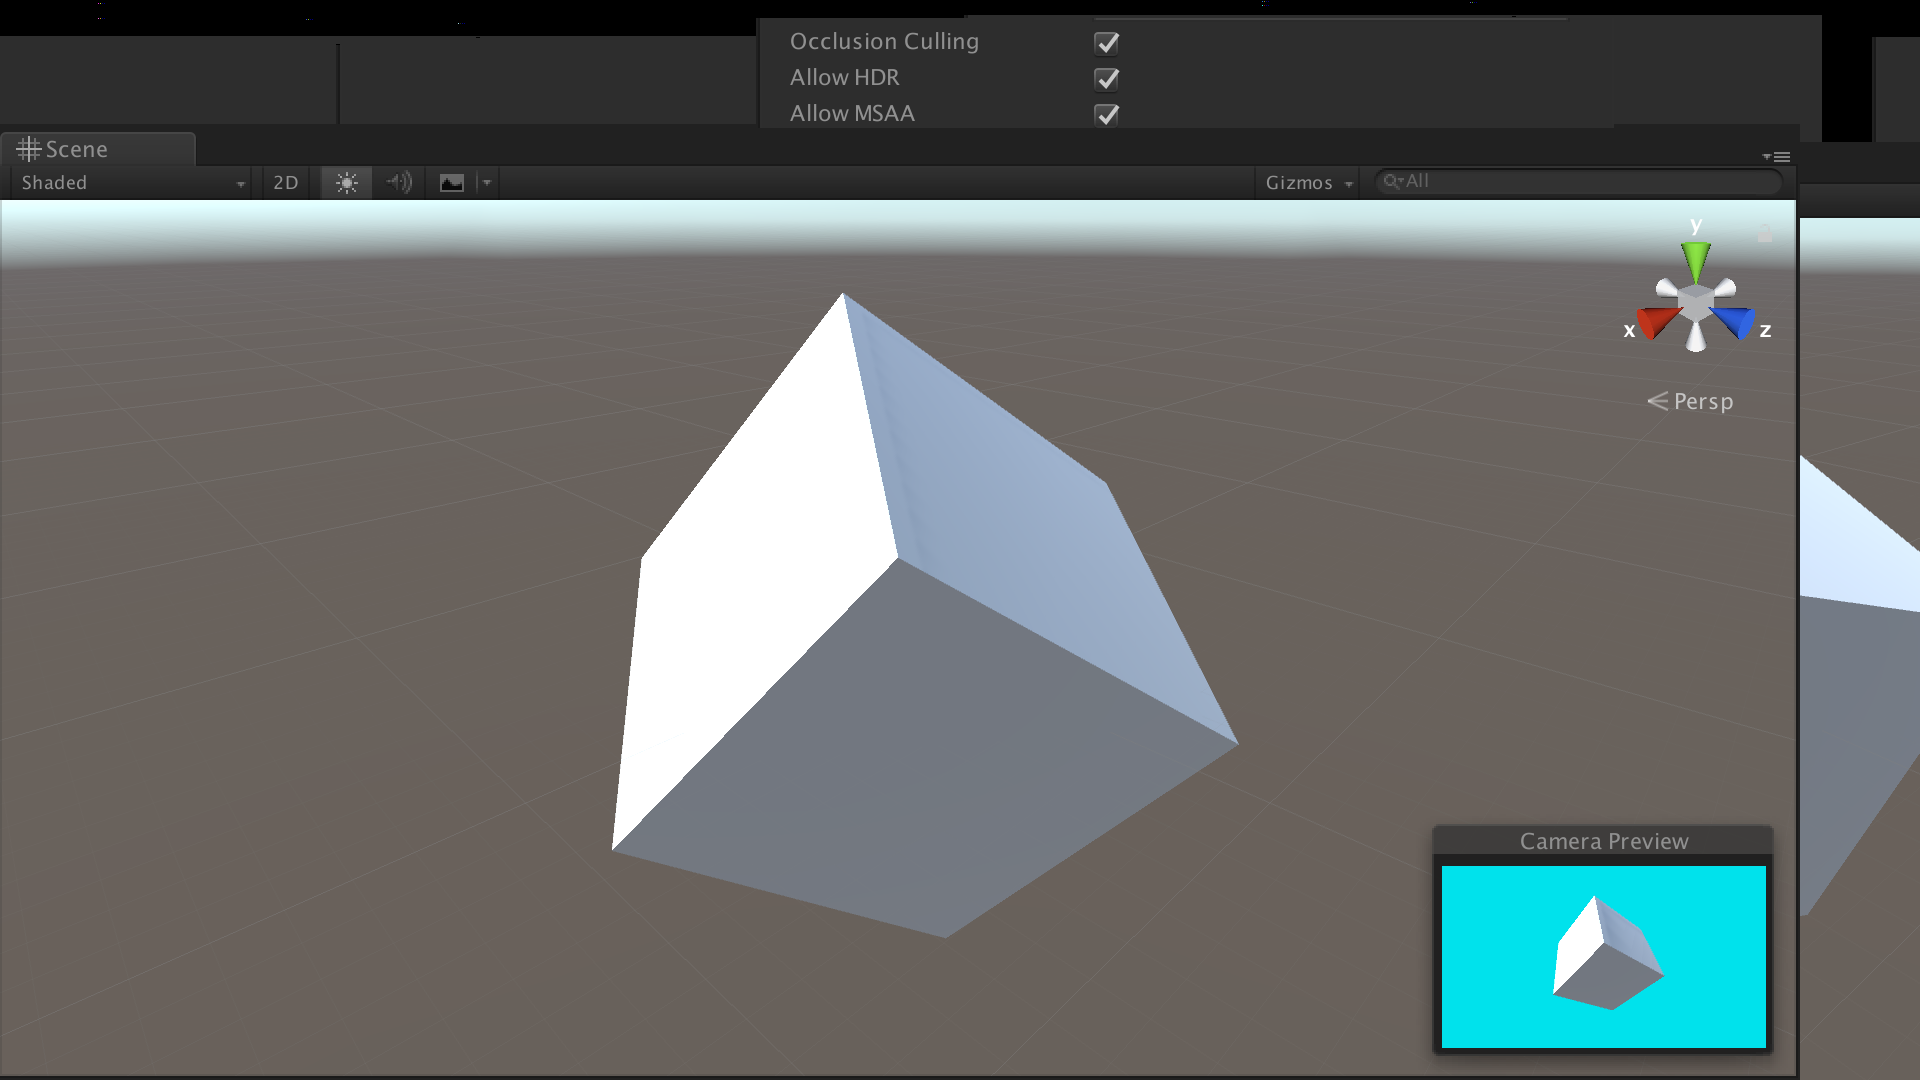 Occlusion Culling
Allow HDR
Allow MSAA
Scene
Shaded 2D Gizmos All
y
x z
Persp
Camera Preview